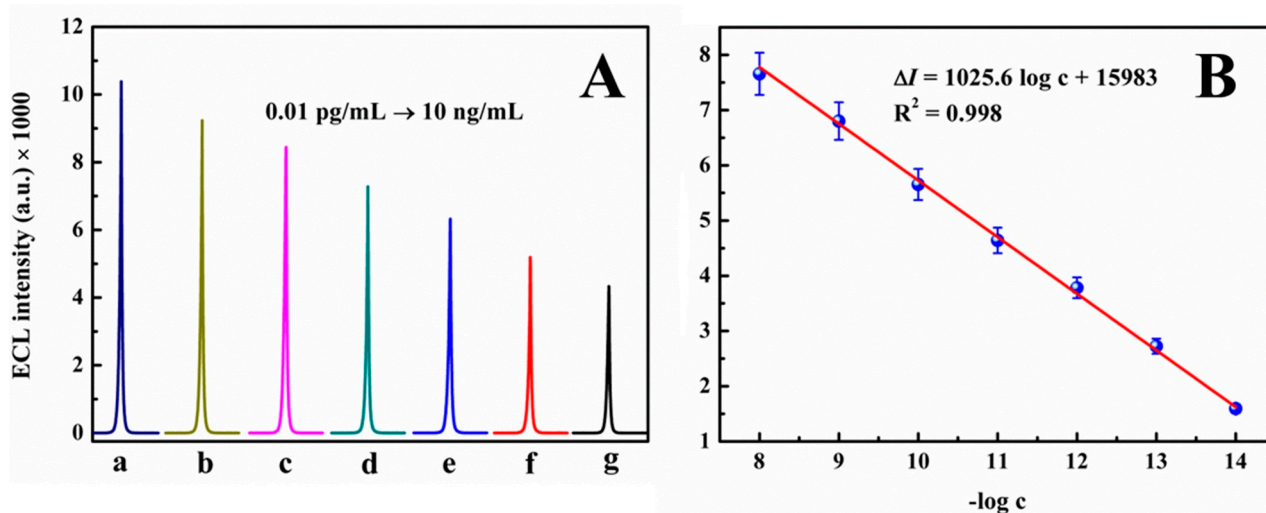 A
0.01 pg/mL → 10 ng/mL
ECL intensity (a.u.) × 1000
12
10
8
6
4
2
0
a b c d e f g
B
ΔI = 1025.6 log c + 15983
R² = 0.998
8
7
6
5
4
3
2
1
8 9 10 11 12 13 14
-log c